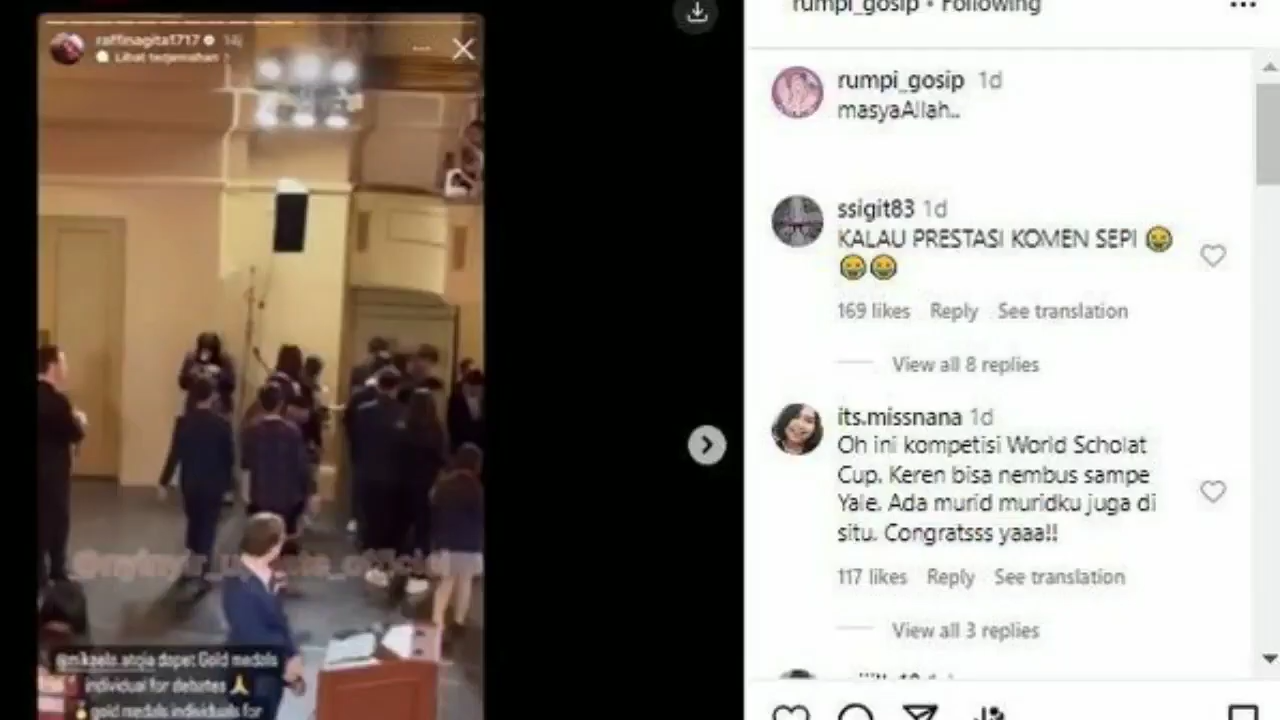 raffinagita1717 14j
Lihat terjemahan >
dapat Gold medals
individual for debates 🙏
🏅gold medals individuals for
rumpi_gosip • Following
rumpi_gosip 1d
masyaAllah..
ssigit83 1d
KALAU PRESTASI KOMEN SEPI 😀
😀😀
169 likes Reply See translation
View all 8 replies
its.missnana 1d
Oh ini kompetisi World Scholat
Cup. Keren bisa nembus sampe
Yale. Ada murid muridku juga di
situ. Congratsss yaaa!!
117 likes Reply See translation
View all 3 replies